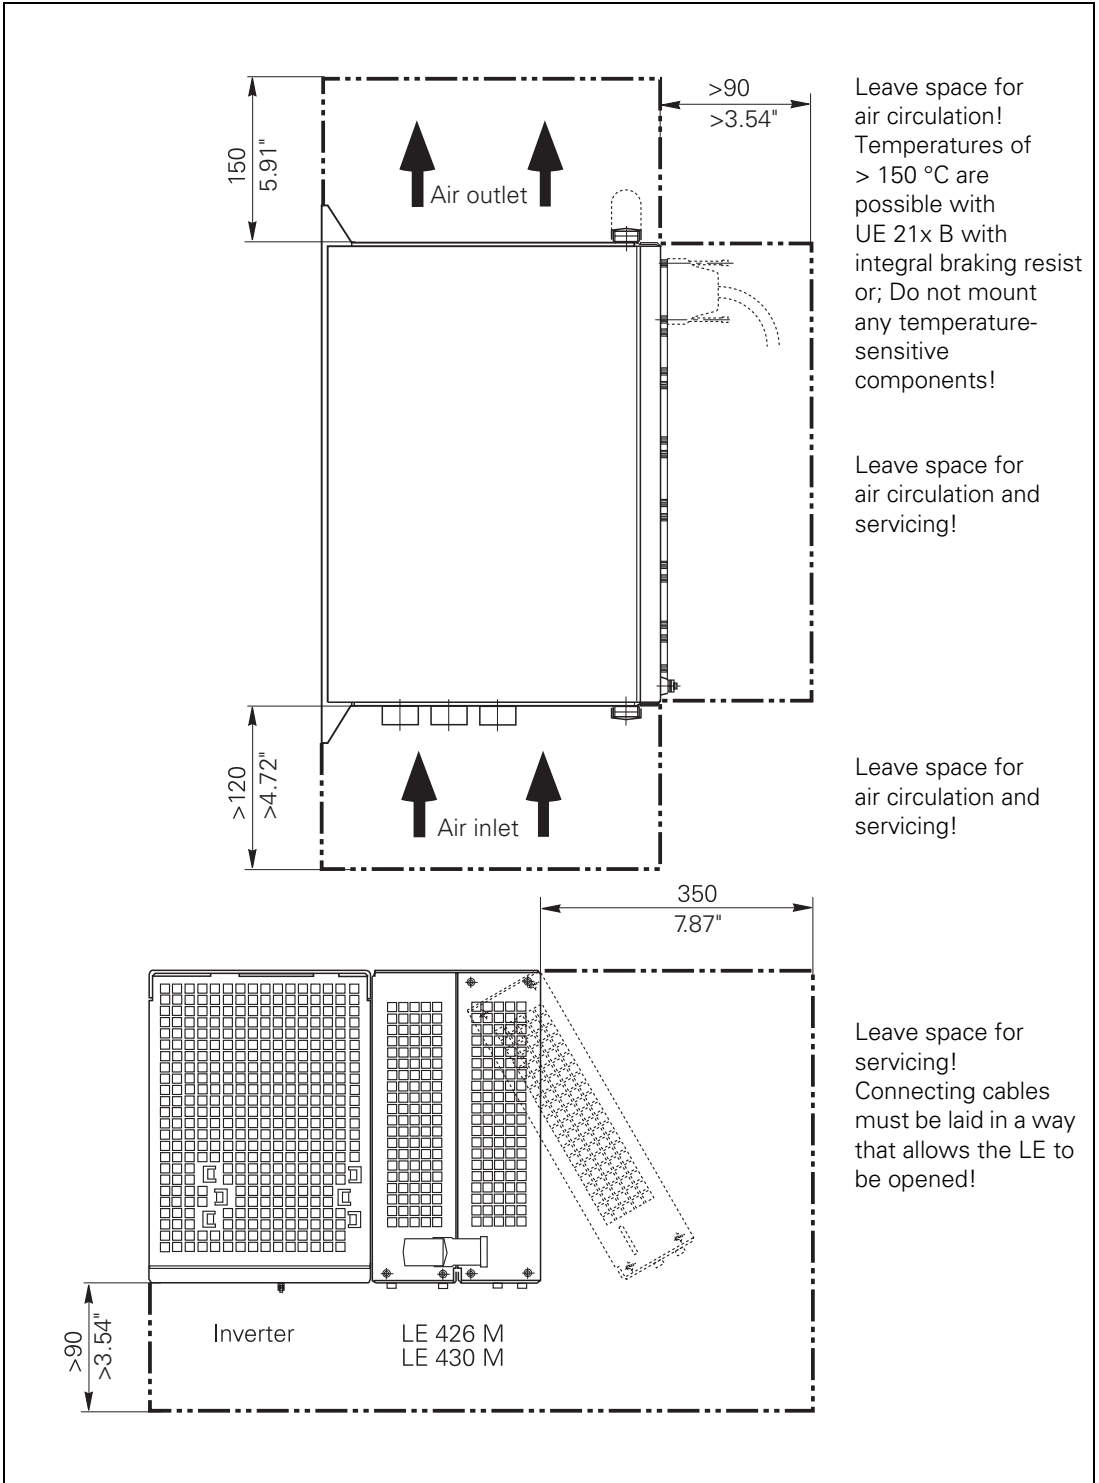 150
5.91"
Air outlet
>90
>3.54"
Leave space for
air circulation!
Temperatures of
> 150 °C are
possible with
UE 21x B with
integral braking resist
or; Do not mount
any temperature-
sensitive
components!
Leave space for
air circulation and
servicing!
>120
>4.72"
Air inlet
Leave space for
air circulation and
servicing!
350
7.87"
Leave space for
servicing!
Connecting cables
must be laid in a way
that allows the LE to
be opened!
>90
>3.54"
Inverter
LE 426 M
LE 430 M